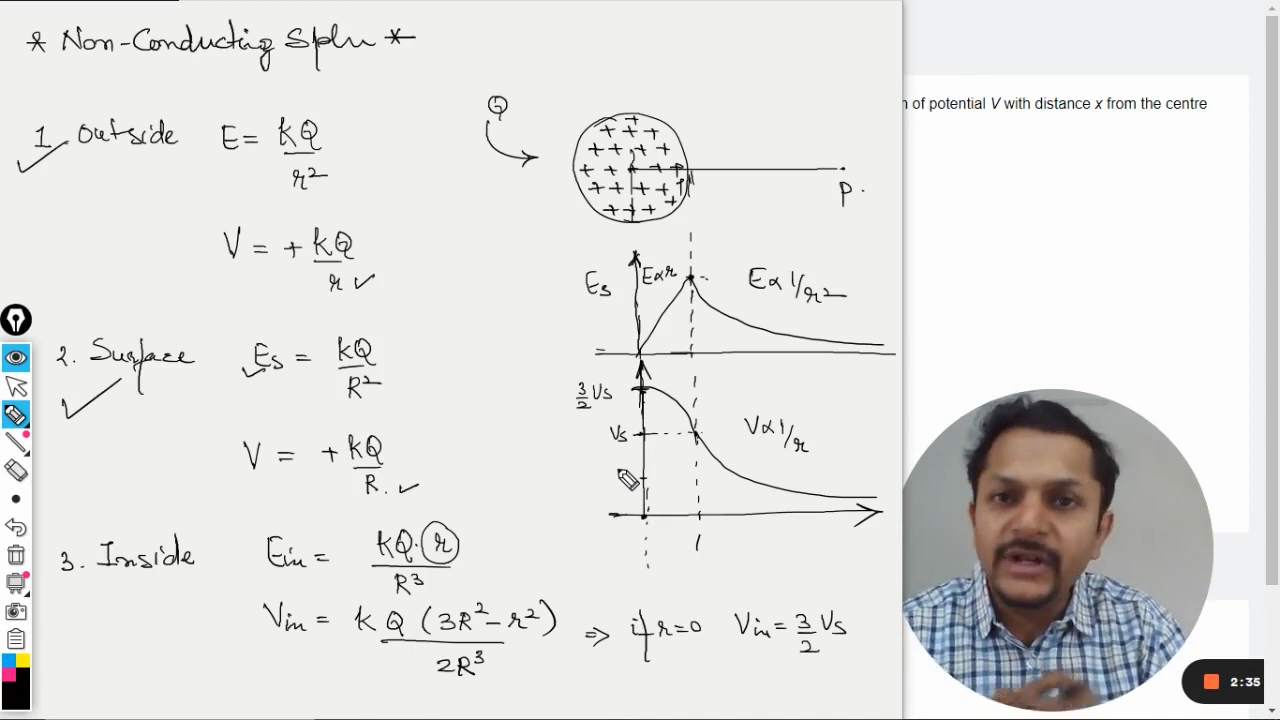 * Non-Conducting Sphr *
n of potential V with distance x from the centre
Q
1. Outside E = kQ/r²
V = + kQ/r ✓
P.
Es E∝r E∝1/r²
2. Surface Es = kQ/R²
3/2 Vs
Vs V∝1/r
V = + kQ/R. ✓
3. Inside Ein = kQ·r/R³
Vin = kQ(3R²-r²)/2R³ ⇒ if r=0 Vin = 3/2 Vs
2:35